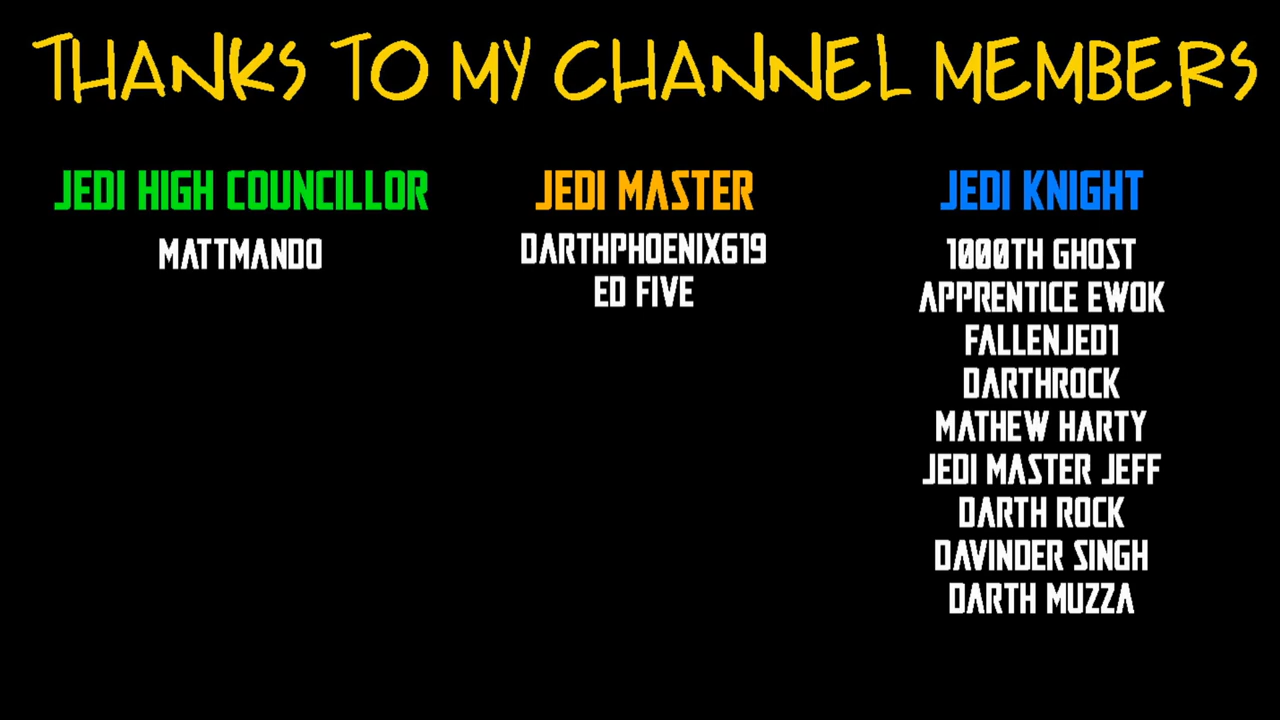 THANKS TO MY CHANNEL MEMBERS
JEDI HIGH COUNCILLOR
MATTMANDO
JEDI MASTER
DARTHPHOENIX619
ED FIVE
JEDI KNIGHT
1000TH GHOST
APPRENTICE EWOK
FALLENJED1
DARTHROCK
MATHEW HARTY
JEDI MASTER JEFF
DARTH ROCK
DAVINDER SINGH
DARTH MUZZA